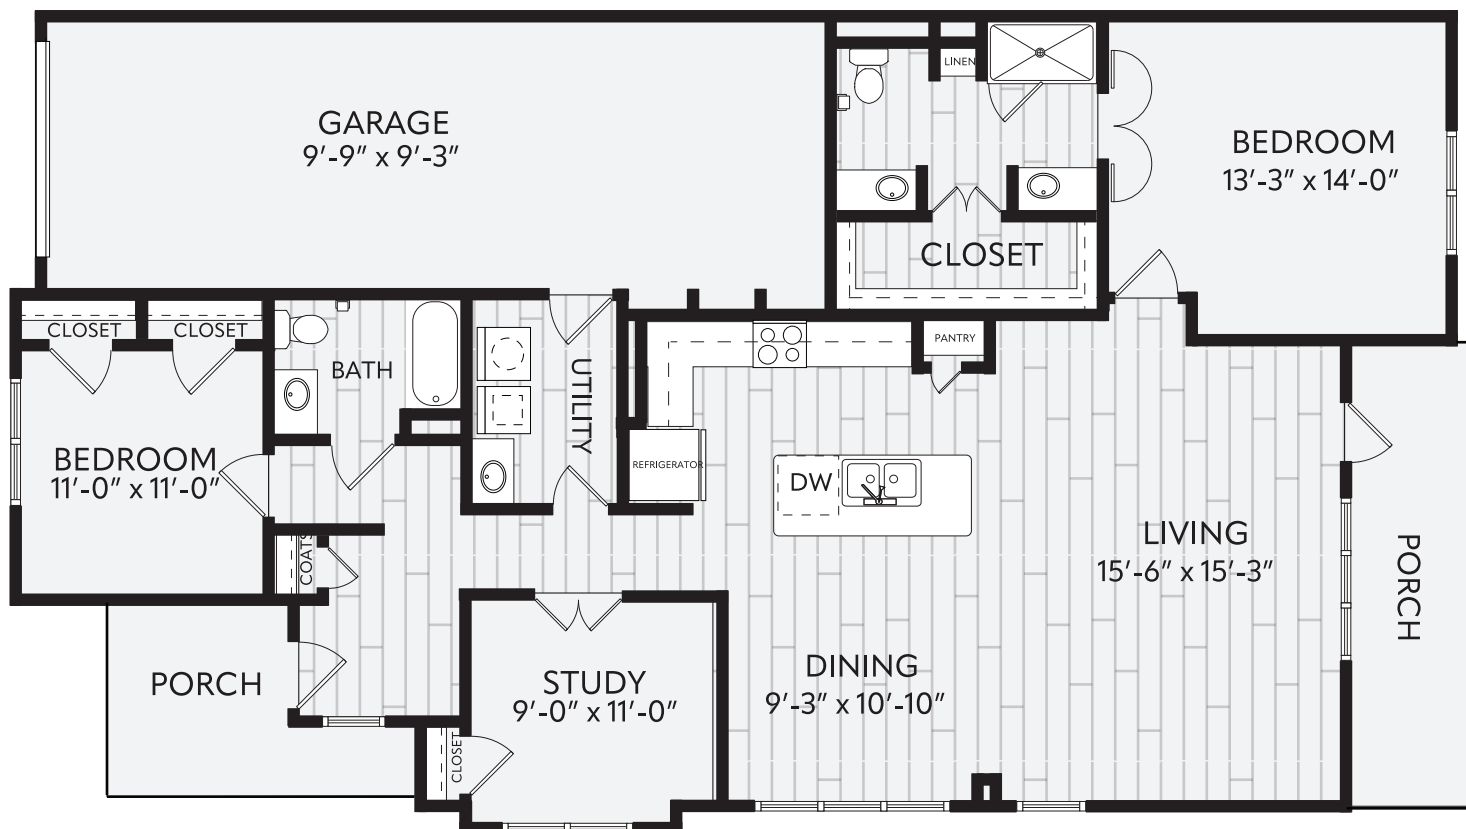 GARAGE
9′-9″ x 9′-3″
LINEN
BEDROOM
13′-3″ x 14′-0″
CLOSET
CLOSET
CLOSET
BATH
UTILITY
PANTRY
BEDROOM
11′-0″ x 11′-0″
REFRIGERATOR
DW
COATS
LIVING
15′-6″ x 15′-3″
PORCH
PORCH
STUDY
9′-0″ x 11′-0″
DINING
9′-3″ x 10′-10″
CLOSET